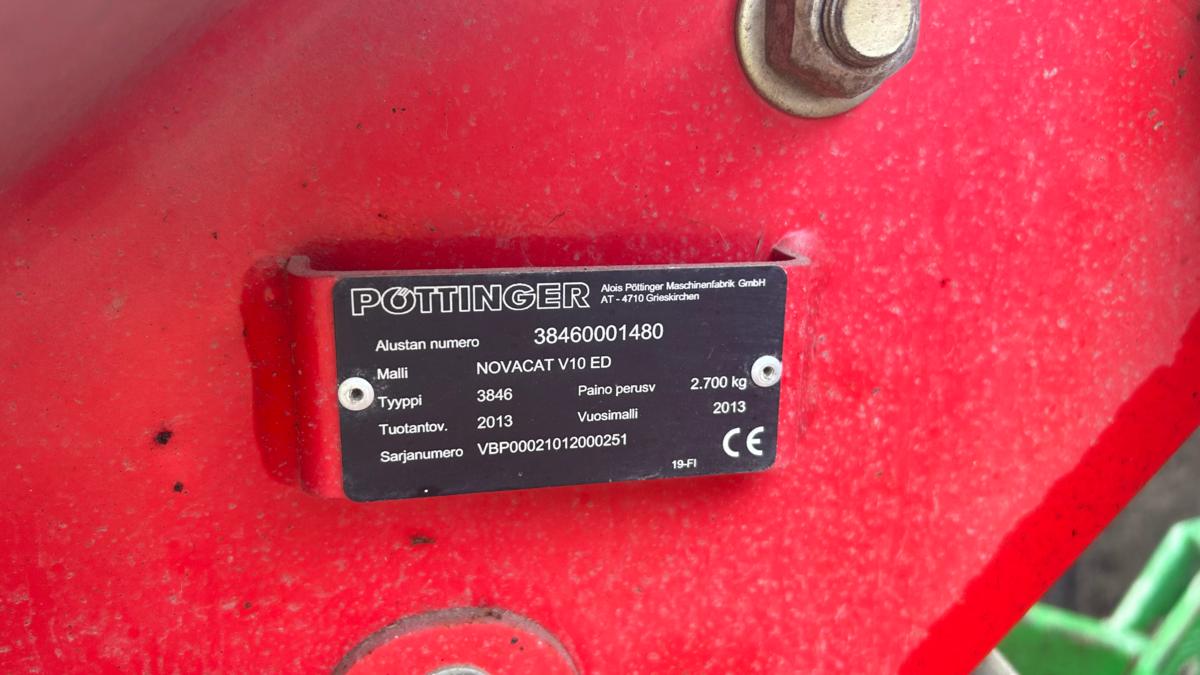 PÖTTINGER
Alois Pöttinger Maschinenfabrik GmbH
AT - 4710 Grieskirchen
Alustan numero 38460001480
Malli NOVACAT V10 ED
Tyyppi 3846 Paino perusv 2.700 kg
Tuotantov. 2013 Vuosimalli 2013
Sarjanumero VBP00021012000251
CE
19-FI